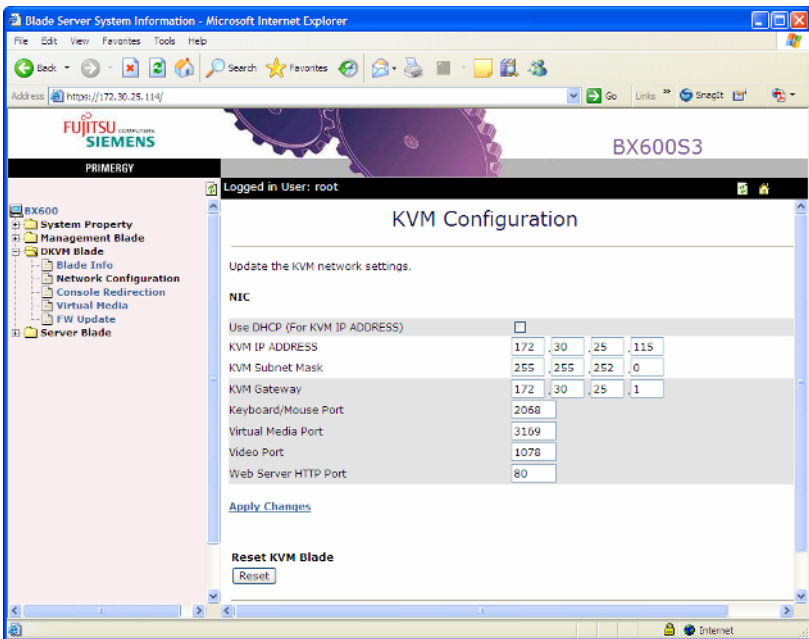 Blade Server System Information - Microsoft Internet Explorer
File Edit View Favorites Tools Help
Back Search Favorites
Address https://172.30.25.114/ Go Links » SnagIt
FUJITSU COMPUTERS
SIEMENS
BX600S3
PRIMERGY
Logged in User: root
BX600
System Property
Management Blade
DKVM Blade
Blade Info
Network Configuration
Console Redirection
Virtual Media
FW Update
Server Blade
KVM Configuration
Update the KVM network settings.
NIC
Use DHCP (For KVM IP ADDRESS)
KVM IP ADDRESS 172 .30 .25 .115
KVM Subnet Mask 255 .255 .252 .0
KVM Gateway 172 .30 .25 .1
Keyboard/Mouse Port 2068
Virtual Media Port 3169
Video Port 1078
Web Server HTTP Port 80
Apply Changes
Reset KVM Blade
Reset
Internet